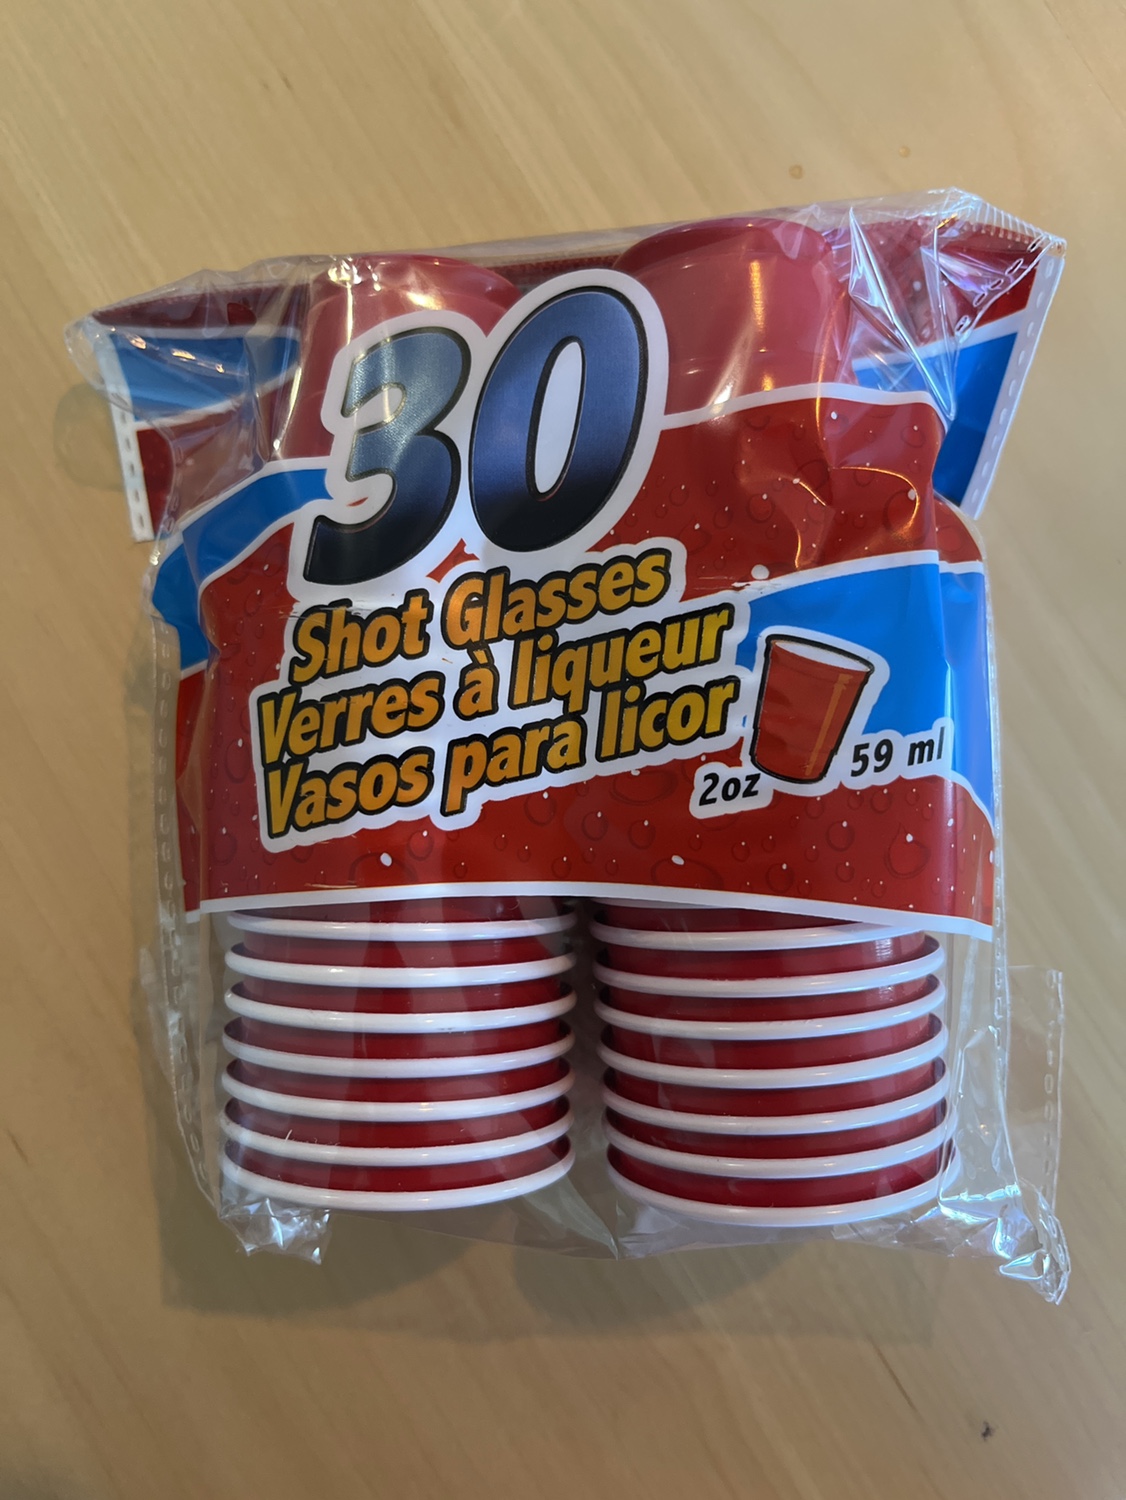 30
Shot Glasses
Verres à liqueur
Vasos para licor
2oz
59 ml